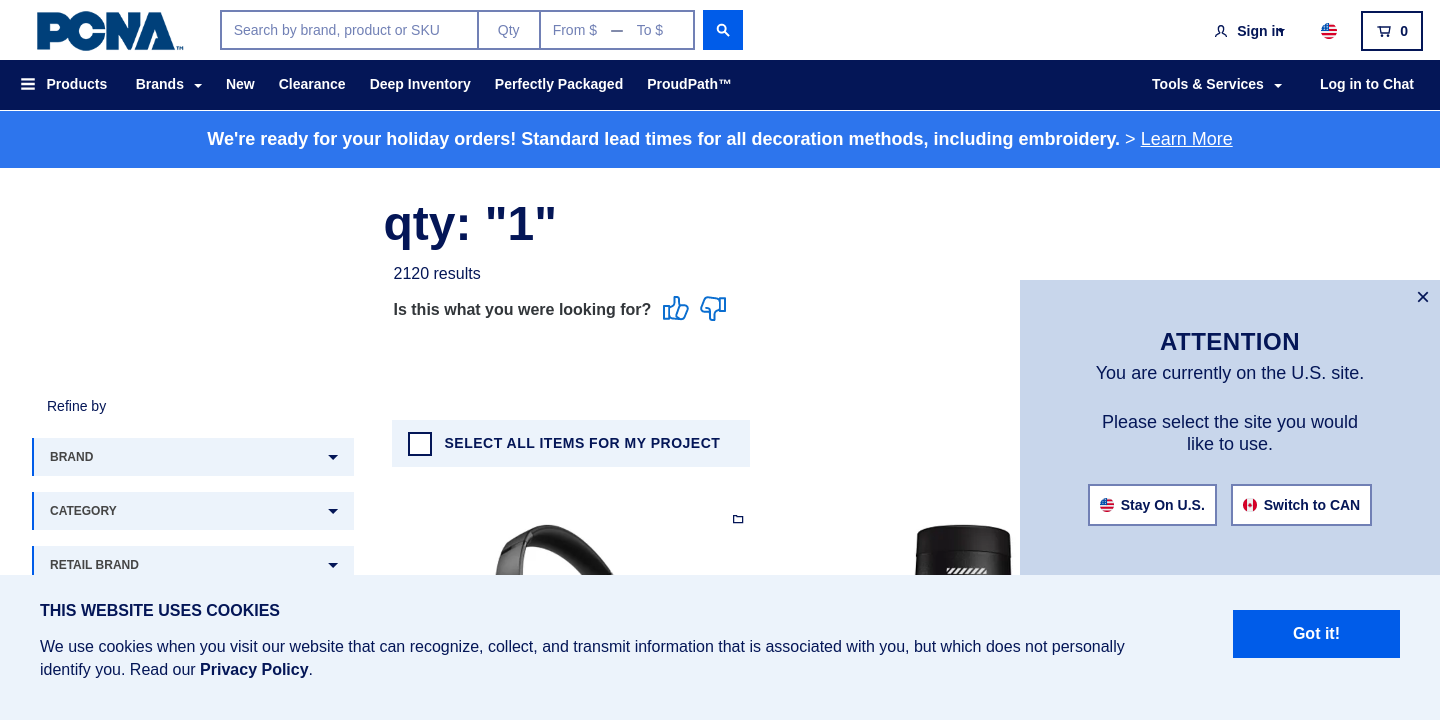 PCNA™
Search by brand, product or SKU
Qty
From $ — To $
Sign in
0
Products
Brands
New
Clearance
Deep Inventory
Perfectly Packaged
ProudPath™
Tools & Services
Log in to Chat
We're ready for your holiday orders! Standard lead times for all decoration methods, including embroidery. > Learn More
qty: "1"
2120 results
Is this what you were looking for?
×
ATTENTION
You are currently on the U.S. site.
Please select the site you would
like to use.
Stay On U.S.
Switch to CAN
Refine by
BRAND
CATEGORY
RETAIL BRAND
SELECT ALL ITEMS FOR MY PROJECT
THIS WEBSITE USES COOKIES
We use cookies when you visit our website that can recognize, collect, and transmit information that is associated with you, but which does not personally
identify you. Read our Privacy Policy.
Got it!